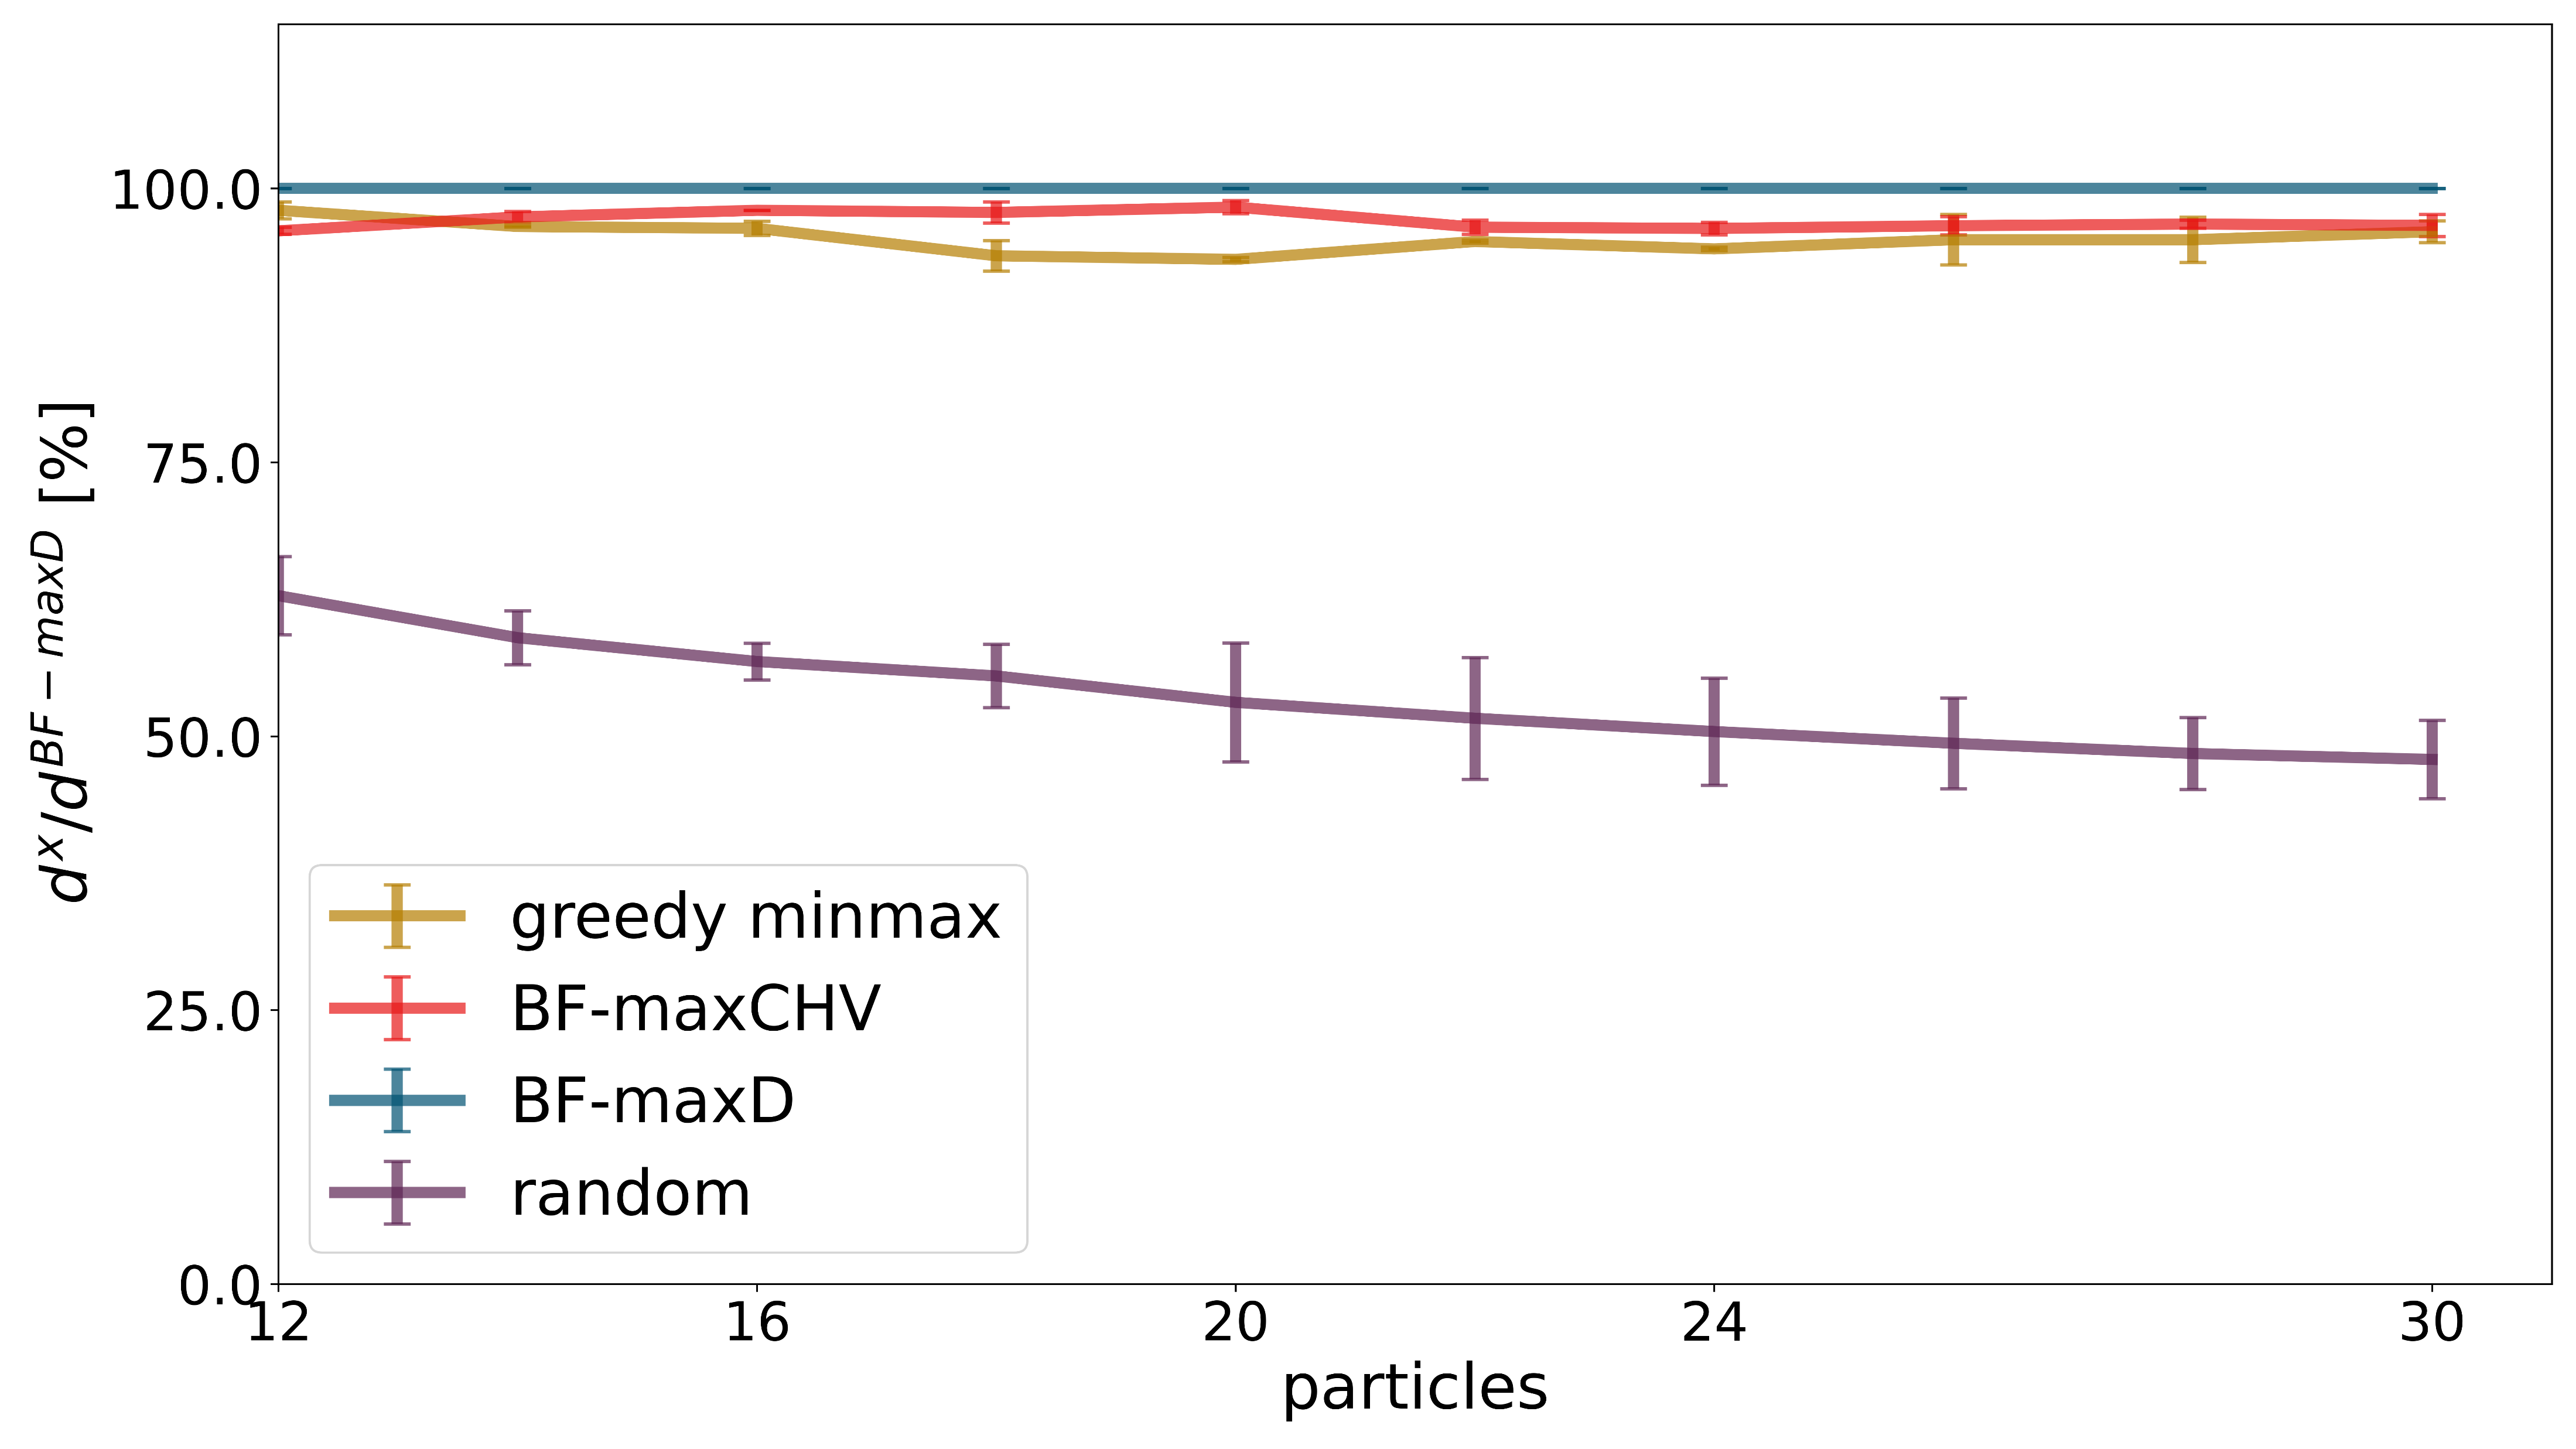 100.0
75.0
50.0
25.0
0.0
d^x/d^{BF-maxD} [%]
greedy minmax
BF-maxCHV
BF-maxD
random
12 16 20 24 30
particles